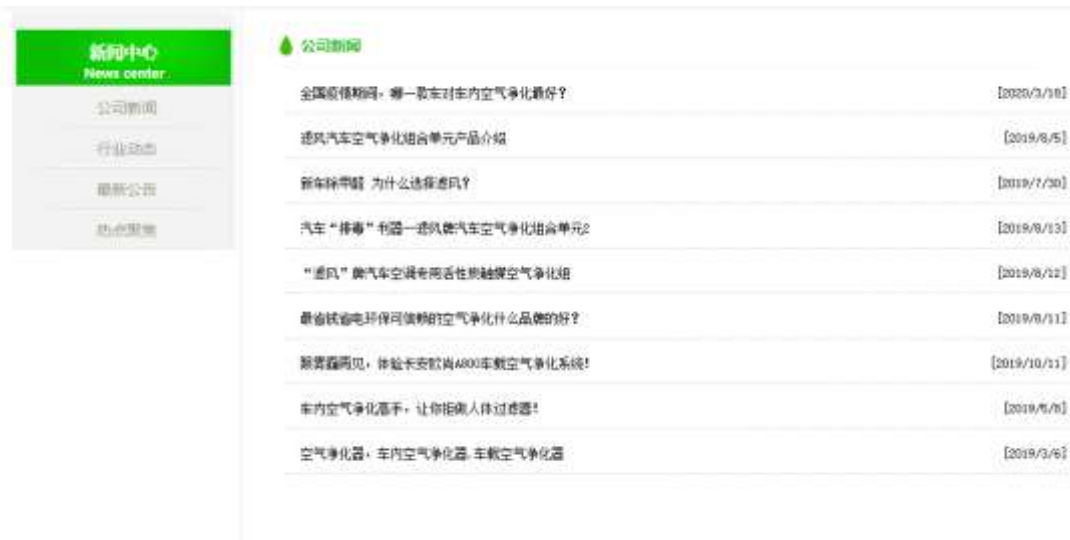 新闻中心
News center
公司新闻
行业动态
最新公告
热点聚焦
公司新闻
全国疫情期间，哪一款车对车内空气净化最好？
[2020/3/18]
滤风汽车空气净化组合单元产品介绍
[2019/8/5]
新车除甲醛 为什么选择滤风？
[2019/7/30]
汽车“排毒”利器—滤风牌汽车空气净化组合单元2
[2019/8/13]
“滤风”牌汽车空调专用活性炭触媒空气净化组
[2019/8/12]
最省钱省电环保可信赖的空气净化什么品牌的好？
[2019/8/11]
跟雾霾再见，体验长安欧尚A800车载空气净化系统！
[2019/10/11]
车内空气净化高手，让你拒做人体过滤器！
空气净化器，车内空气净化器,车载空气净化器
[2019/3/6]